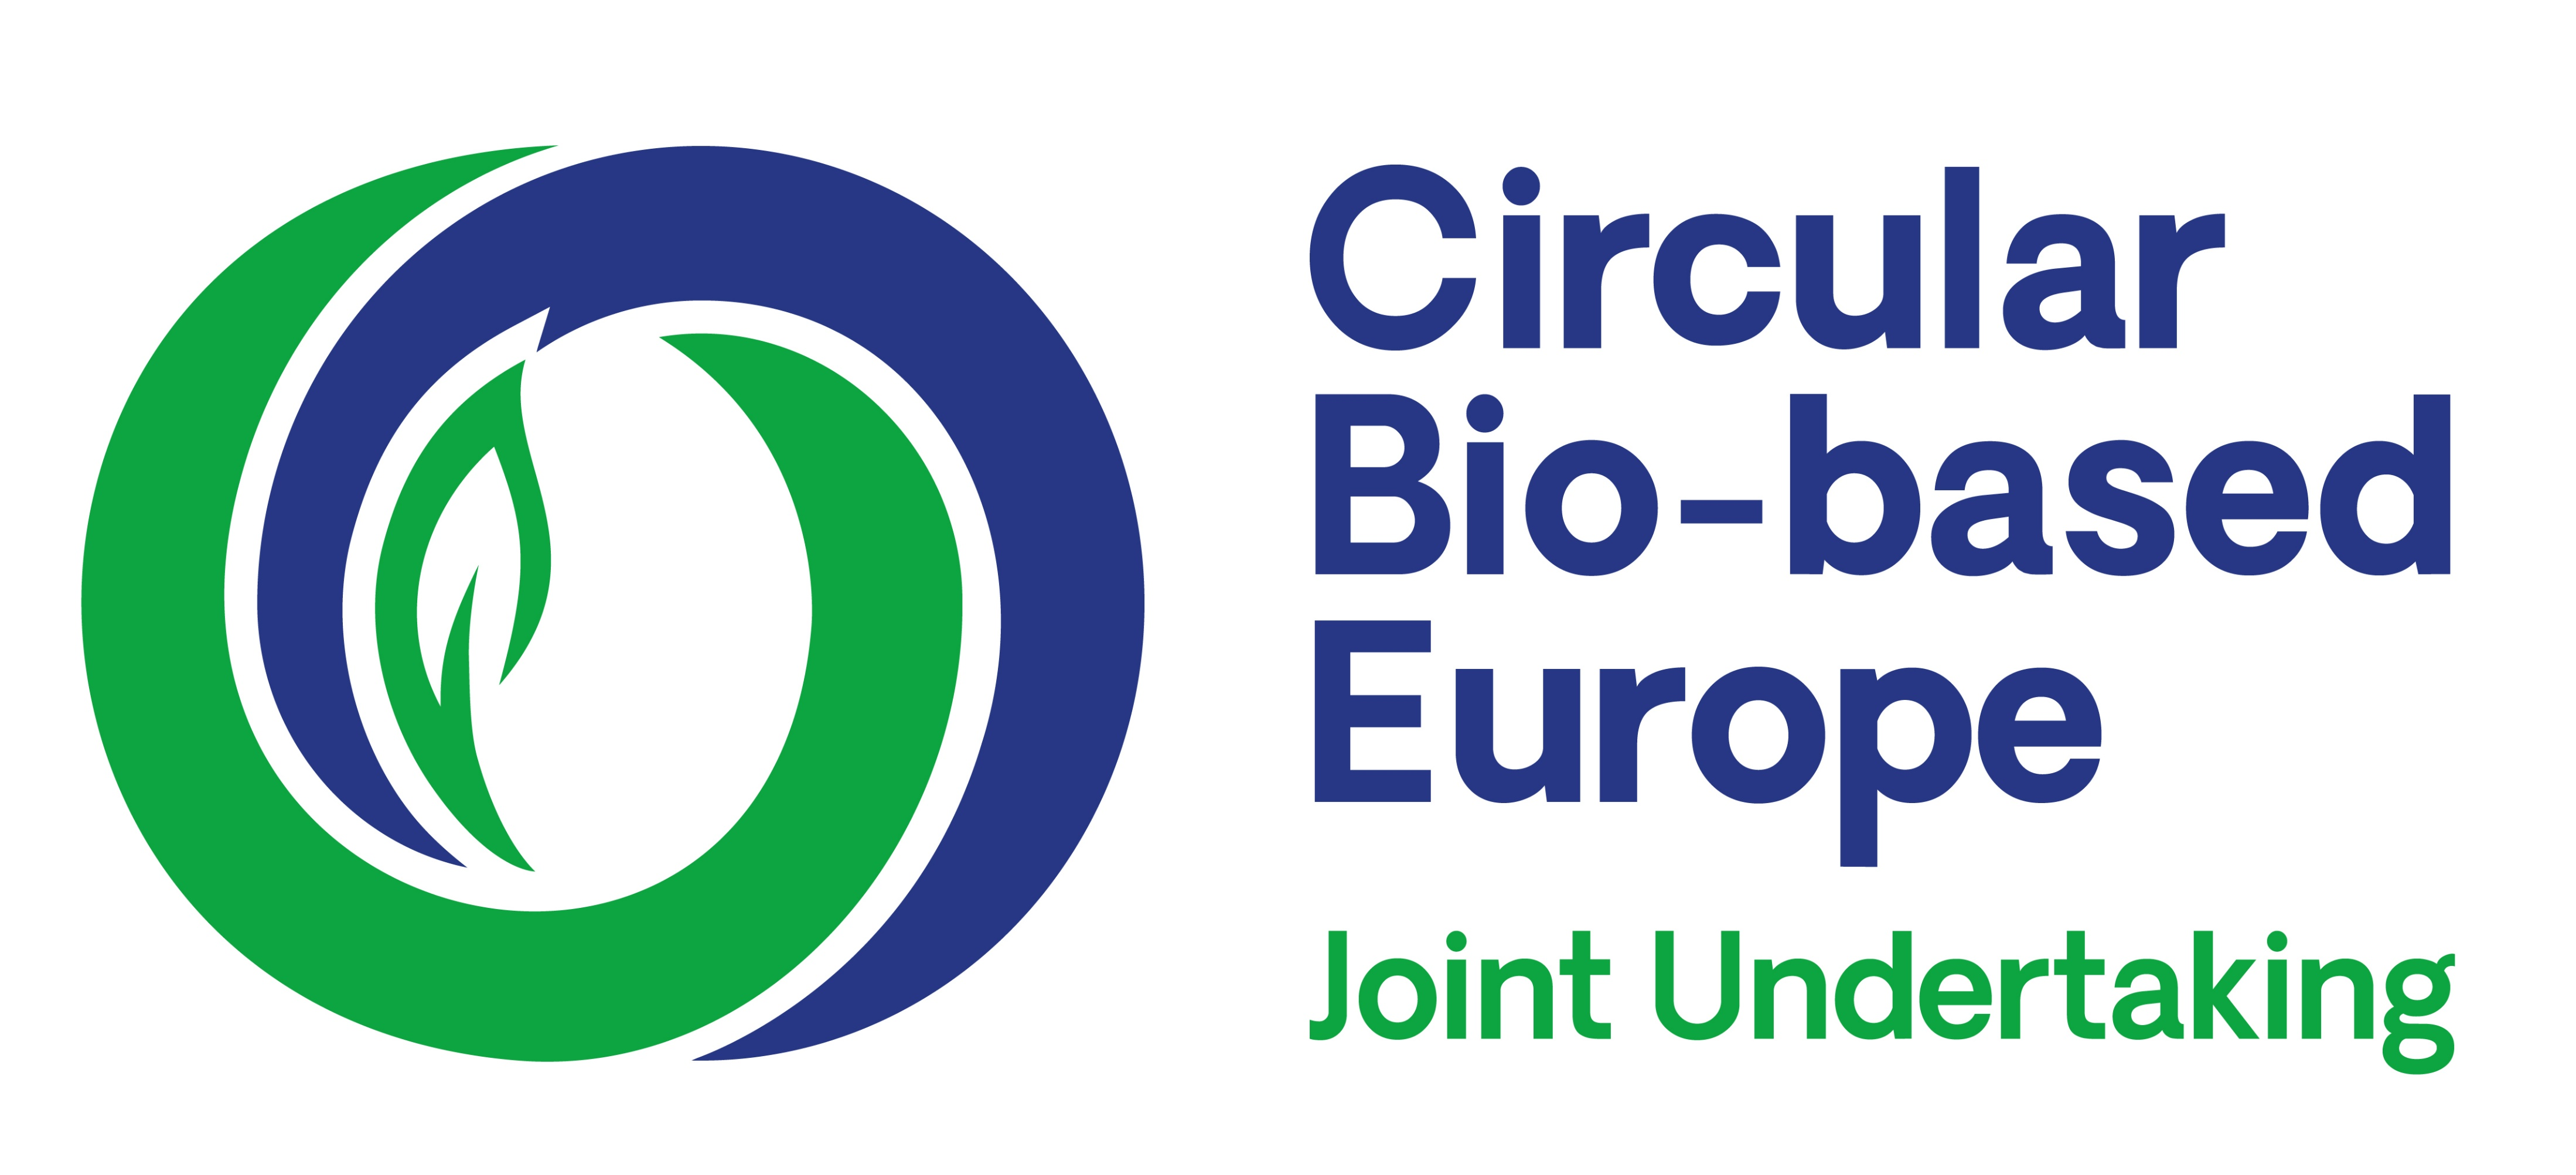 Circular
Bio-based
Europe
Joint Undertaking